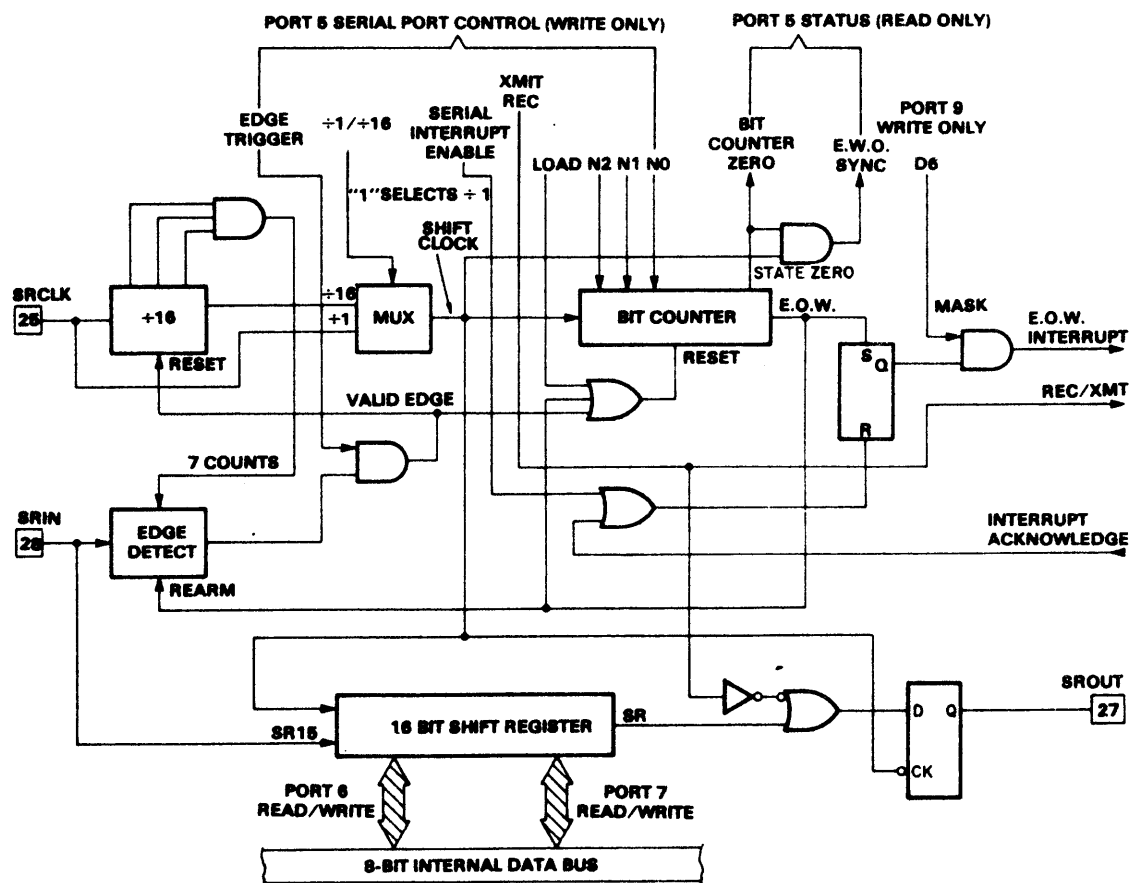 PORT 5 SERIAL PORT CONTROL (WRITE ONLY)
PORT 5 STATUS (READ ONLY)
XMIT
REC
EDGE
TRIGGER
÷1/÷16
SERIAL
INTERRUPT
ENABLE
BIT
COUNTER
ZERO
E.W.O.
SYNC
PORT 9
WRITE ONLY
D6
LOAD N2 N1 N0
"1" SELECTS ÷ 1
SHIFT
CLOCK
STATE ZERO
SRCLK
25
÷16
RESET
÷16
÷1
MUX
BIT COUNTER
E.O.W.
RESET
MASK
E.O.W.
INTERRUPT
S
Q
R
REC/XMT
VALID EDGE
7 COUNTS
SRIN
28
EDGE
DETECT
REARM
INTERRUPT
ACKNOWLEDGE
SR15
16 BIT SHIFT REGISTER
SR
D
Q
CK
SROUT
27
PORT 6
READ/WRITE
PORT 7
READ/WRITE
8-BIT INTERNAL DATA BUS